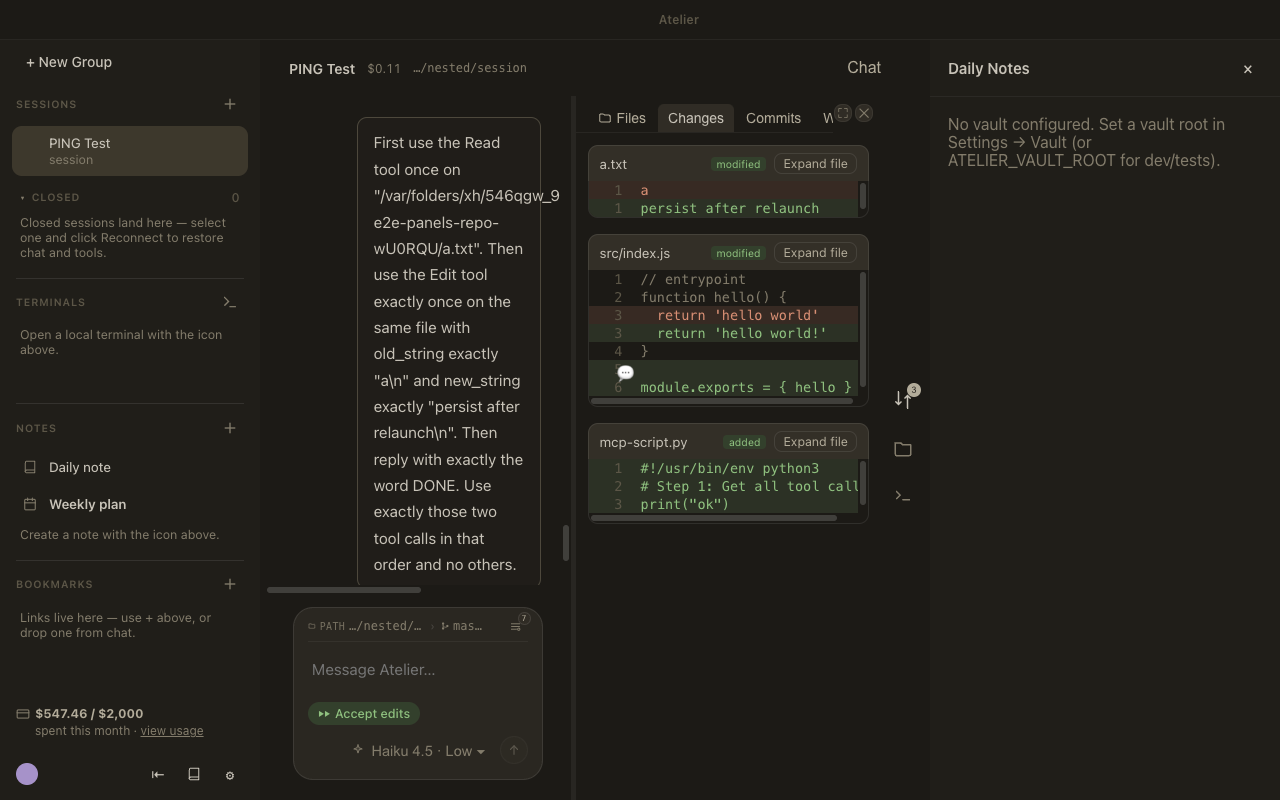 Atelier
+ New Group
SESSIONS
PING Test
session
CLOSED
0
Closed sessions land here — select
one and click Reconnect to restore
chat and tools.
TERMINALS
Open a local terminal with the icon
above.
NOTES
Daily note
Weekly plan
Create a note with the icon above.
BOOKMARKS
Links live here — use + above, or
drop one from chat.
$547.46 / $2,000
spent this month · view usage
PING Test $0.11 …/nested/session
Chat
First use the Read
tool once on
"/var/folders/xh/546qgw_9
e2e-panels-repo-
wU0RQU/a.txt". Then
use the Edit tool
exactly once on the
same file with
old_string exactly
"a\n" and new_string
exactly "persist after
relaunch\n". Then
reply with exactly the
word DONE. Use
exactly those two
tool calls in that
order and no others.
PATH …/nested/… › mas…
7
Message Atelier...
Accept edits
Haiku 4.5 · Low
Files Changes Commits W
a.txt modified Expand file
1 a
1 persist after relaunch
src/index.js modified Expand file
1 // entrypoint
2 function hello() {
3 return 'hello world'
3 return 'hello world!'
4 }
6 module.exports = { hello }
mcp-script.py added Expand file
1 #!/usr/bin/env python3
2 # Step 1: Get all tool call
3 print("ok")
3
Daily Notes
No vault configured. Set a vault root in
Settings → Vault (or
ATELIER_VAULT_ROOT for dev/tests).